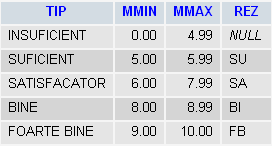 TIP MMIN MMAX REZ
INSUFICIENT 0.00 4.99 NULL
SUFICIENT 5.00 5.99 SU
SATISFACATOR 6.00 7.99 SA
BINE 8.00 8.99 BI
FOARTE BINE 9.00 10.00 FB